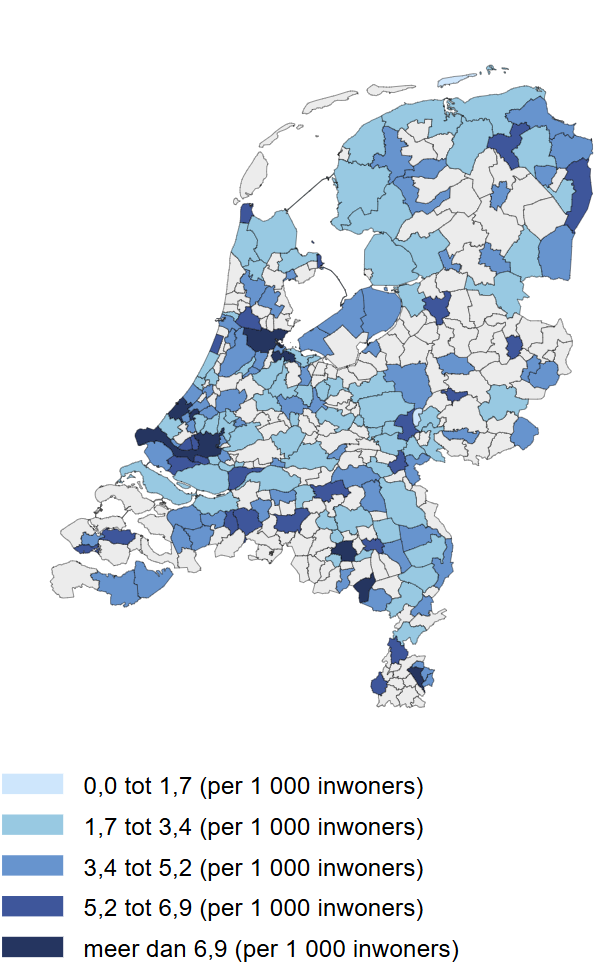 0,0 tot 1,7 (per 1 000 inwoners)
1,7 tot 3,4 (per 1 000 inwoners)
3,4 tot 5,2 (per 1 000 inwoners)
5,2 tot 6,9 (per 1 000 inwoners)
meer dan 6,9 (per 1 000 inwoners)